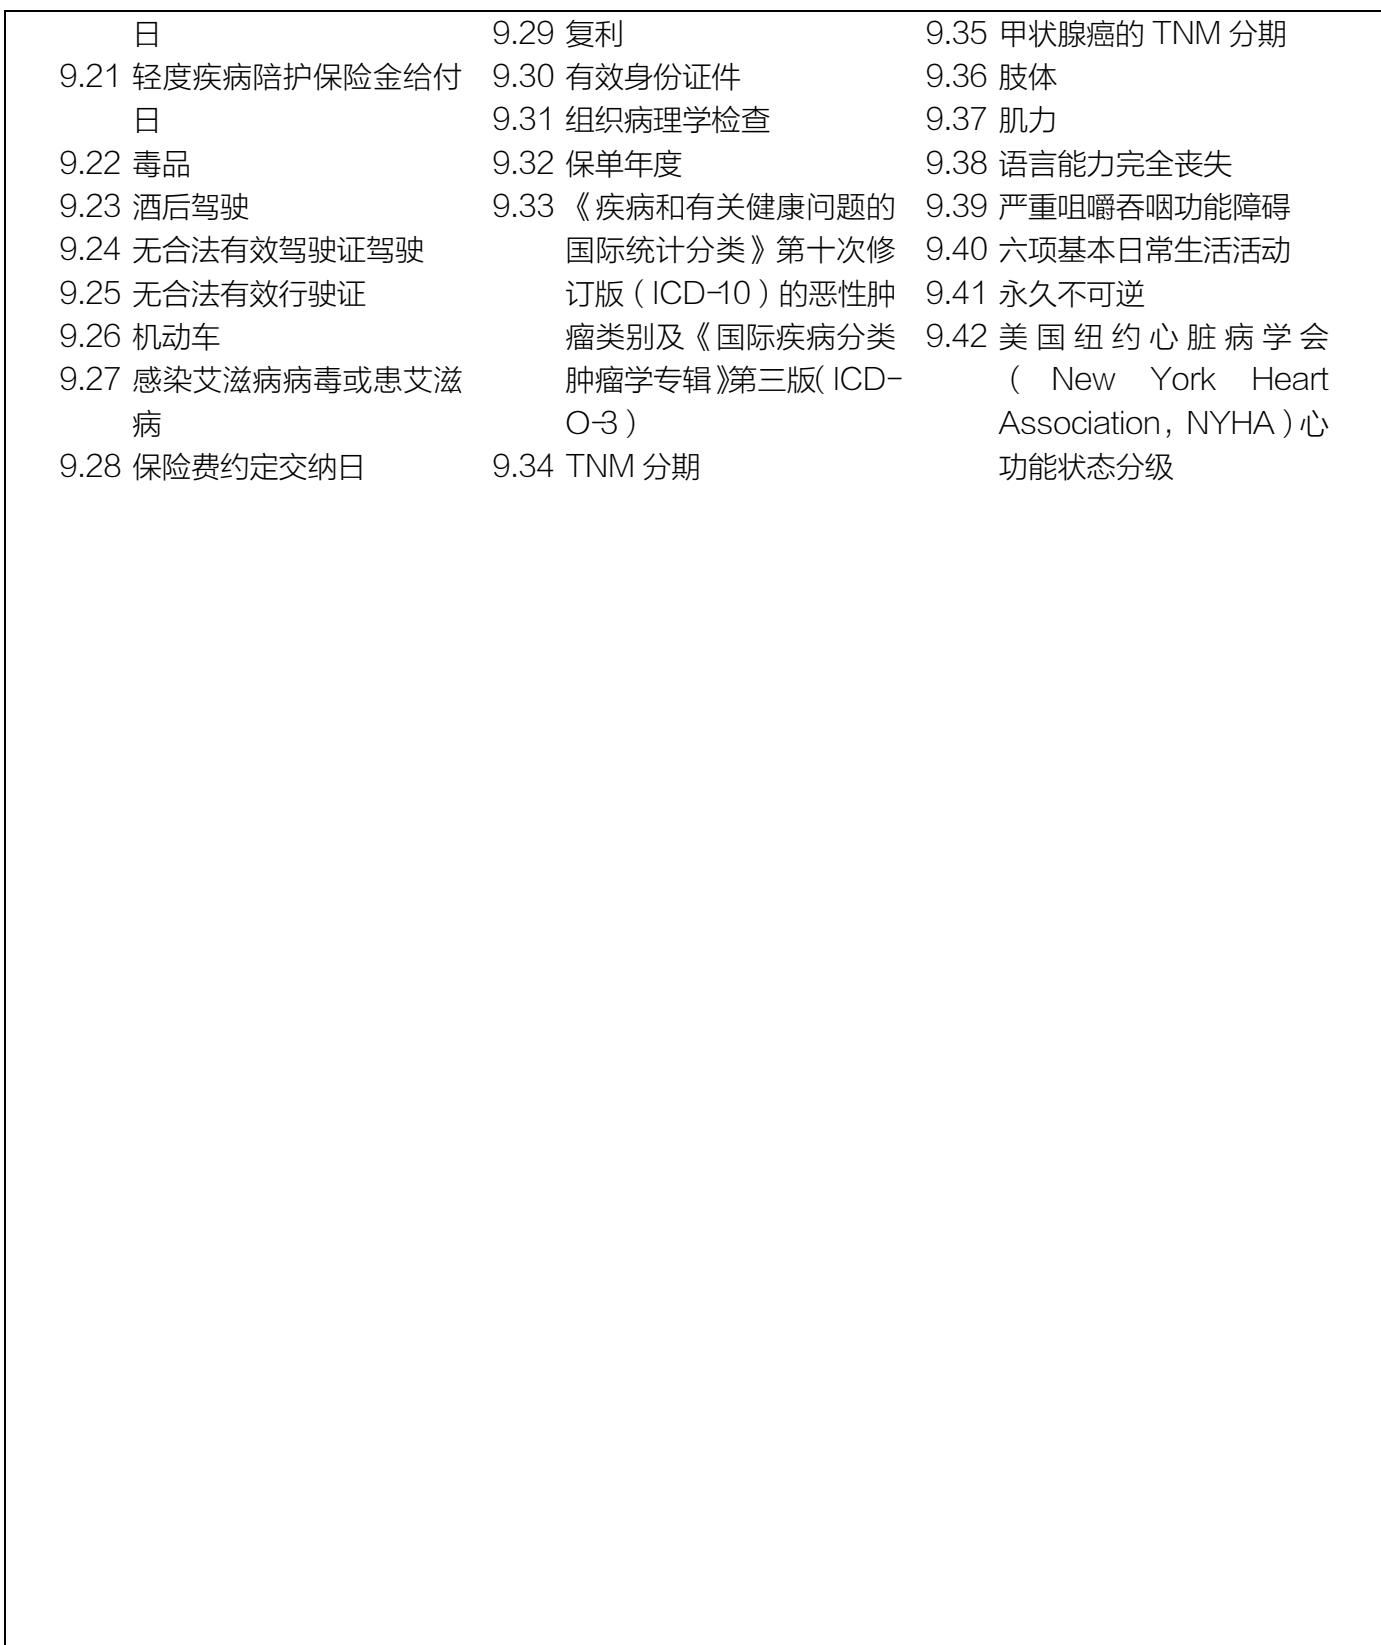 日
9.21 轻度疾病陪护保险金给付
日
9.22 毒品
9.23 酒后驾驶
9.24 无合法有效驾驶证驾驶
9.25 无合法有效行驶证
9.26 机动车
9.27 感染艾滋病病毒或患艾滋
病
9.28 保险费约定交纳日
9.29 复利
9.30 有效身份证件
9.31 组织病理学检查
9.32 保单年度
9.33 《疾病和有关健康问题的
国际统计分类》第十次修
订版（ICD-10）的恶性肿
瘤类别及《国际疾病分类
肿瘤学专辑》第三版（ICD-
O-3）
9.34 TNM 分期
9.35 甲状腺癌的 TNM 分期
9.36 肢体
9.37 肌力
9.38 语言能力完全丧失
9.39 严重咀嚼吞咽功能障碍
9.40 六项基本日常生活活动
9.41 永久不可逆
9.42 美国纽约心脏病学会
（New York Heart
Association，NYHA）心
功能状态分级